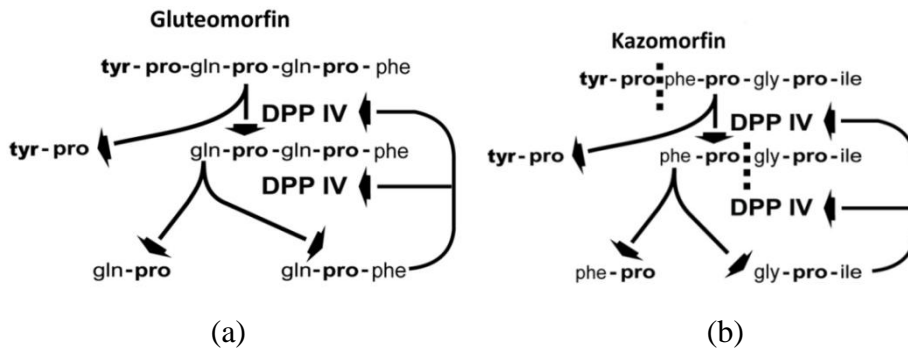 Gluteomorfin
tyr-pro-gln-pro-gln-pro- phe
DPP IV
tyr-pro
gln-pro-gln-pro-phe
DPP IV
gln-pro
gln-pro-phe
(a)
Kazomorfin
tyr-pro phe-pro-gly-pro-ile
DPP IV
tyr-pro
phe -pro gly-pro-ile
DPP IV
phe-pro
gly-pro-ile
(b)